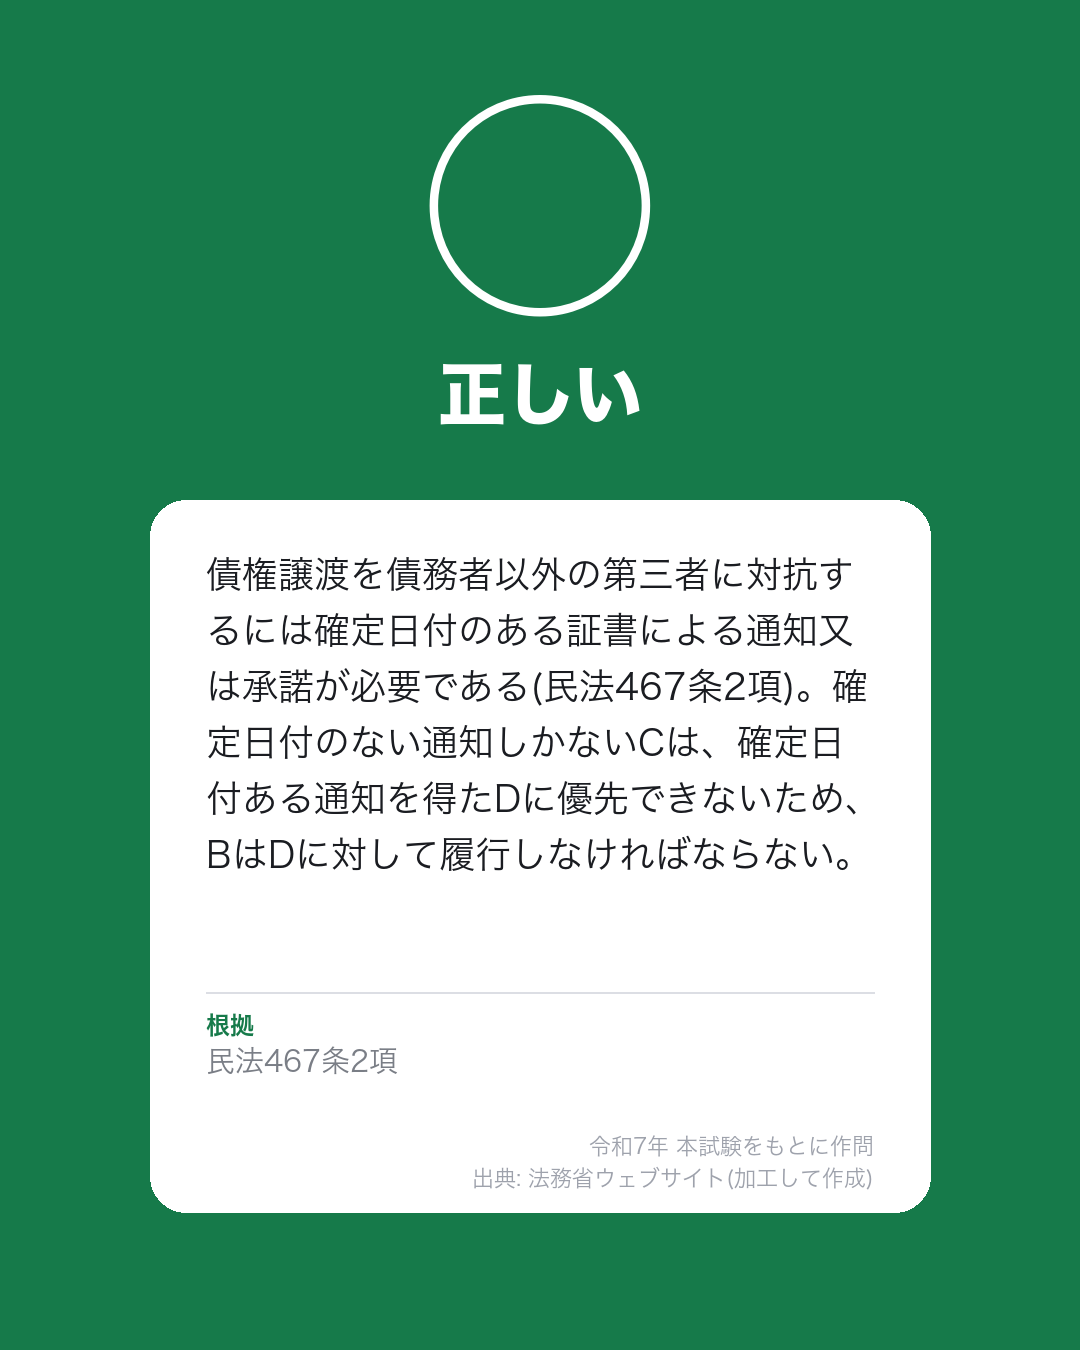 正しい
債権譲渡を債務者以外の第三者に対抗す
るには確定日付のある証書による通知又
は承諾が必要である(民法467条2項)。確
定日付のない通知しかないCは、確定日
付ある通知を得たDに優先できないため、
BはDに対して履行しなければならない。
根拠
民法467条2項
令和7年 本試験をもとに作問
出典: 法務省ウェブサイト(加工して作成)